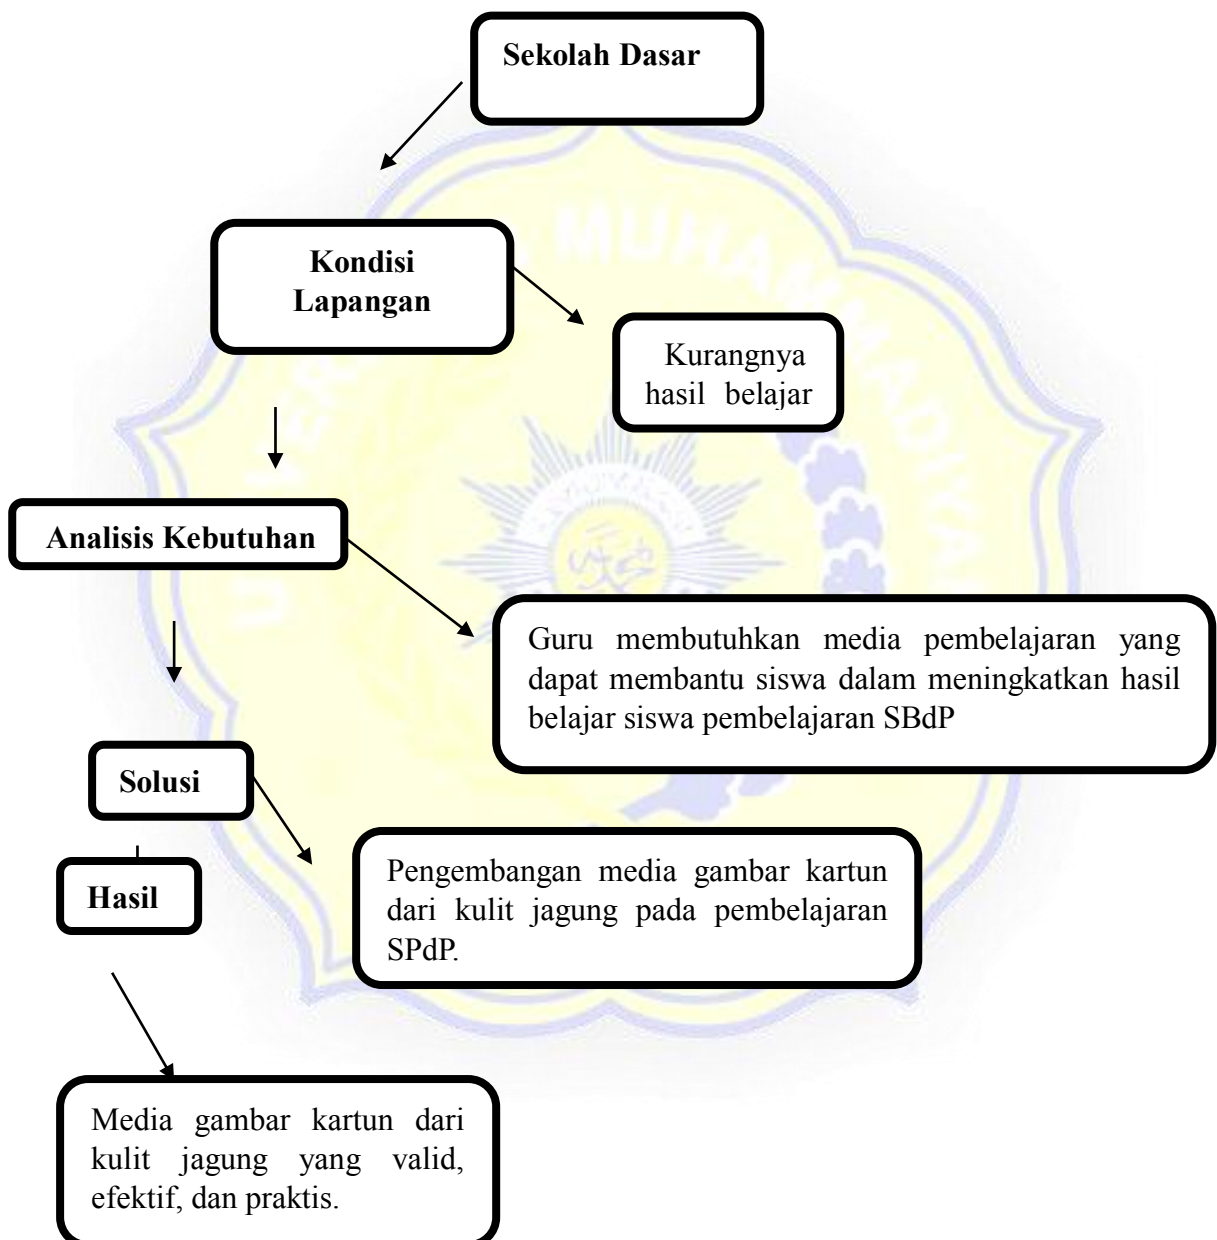 Sekolah Dasar
MUHAMMADIYA
Kondisi
Lapangan
Kurangnya
hasil belajar
Analisis Kebutuhan
Guru membutuhkan media pembelajaran yang
dapat membantu siswa dalam meningkatkan hasil
belajar siswa pembelajaran SBdP
Solusi
Pengembangan media gambar kartun
dari kulit jagung pada pembelajaran
SPdP.
Hasil
Media gambar kartun dari
kulit jagung yang valid,
efektif, dan praktis.